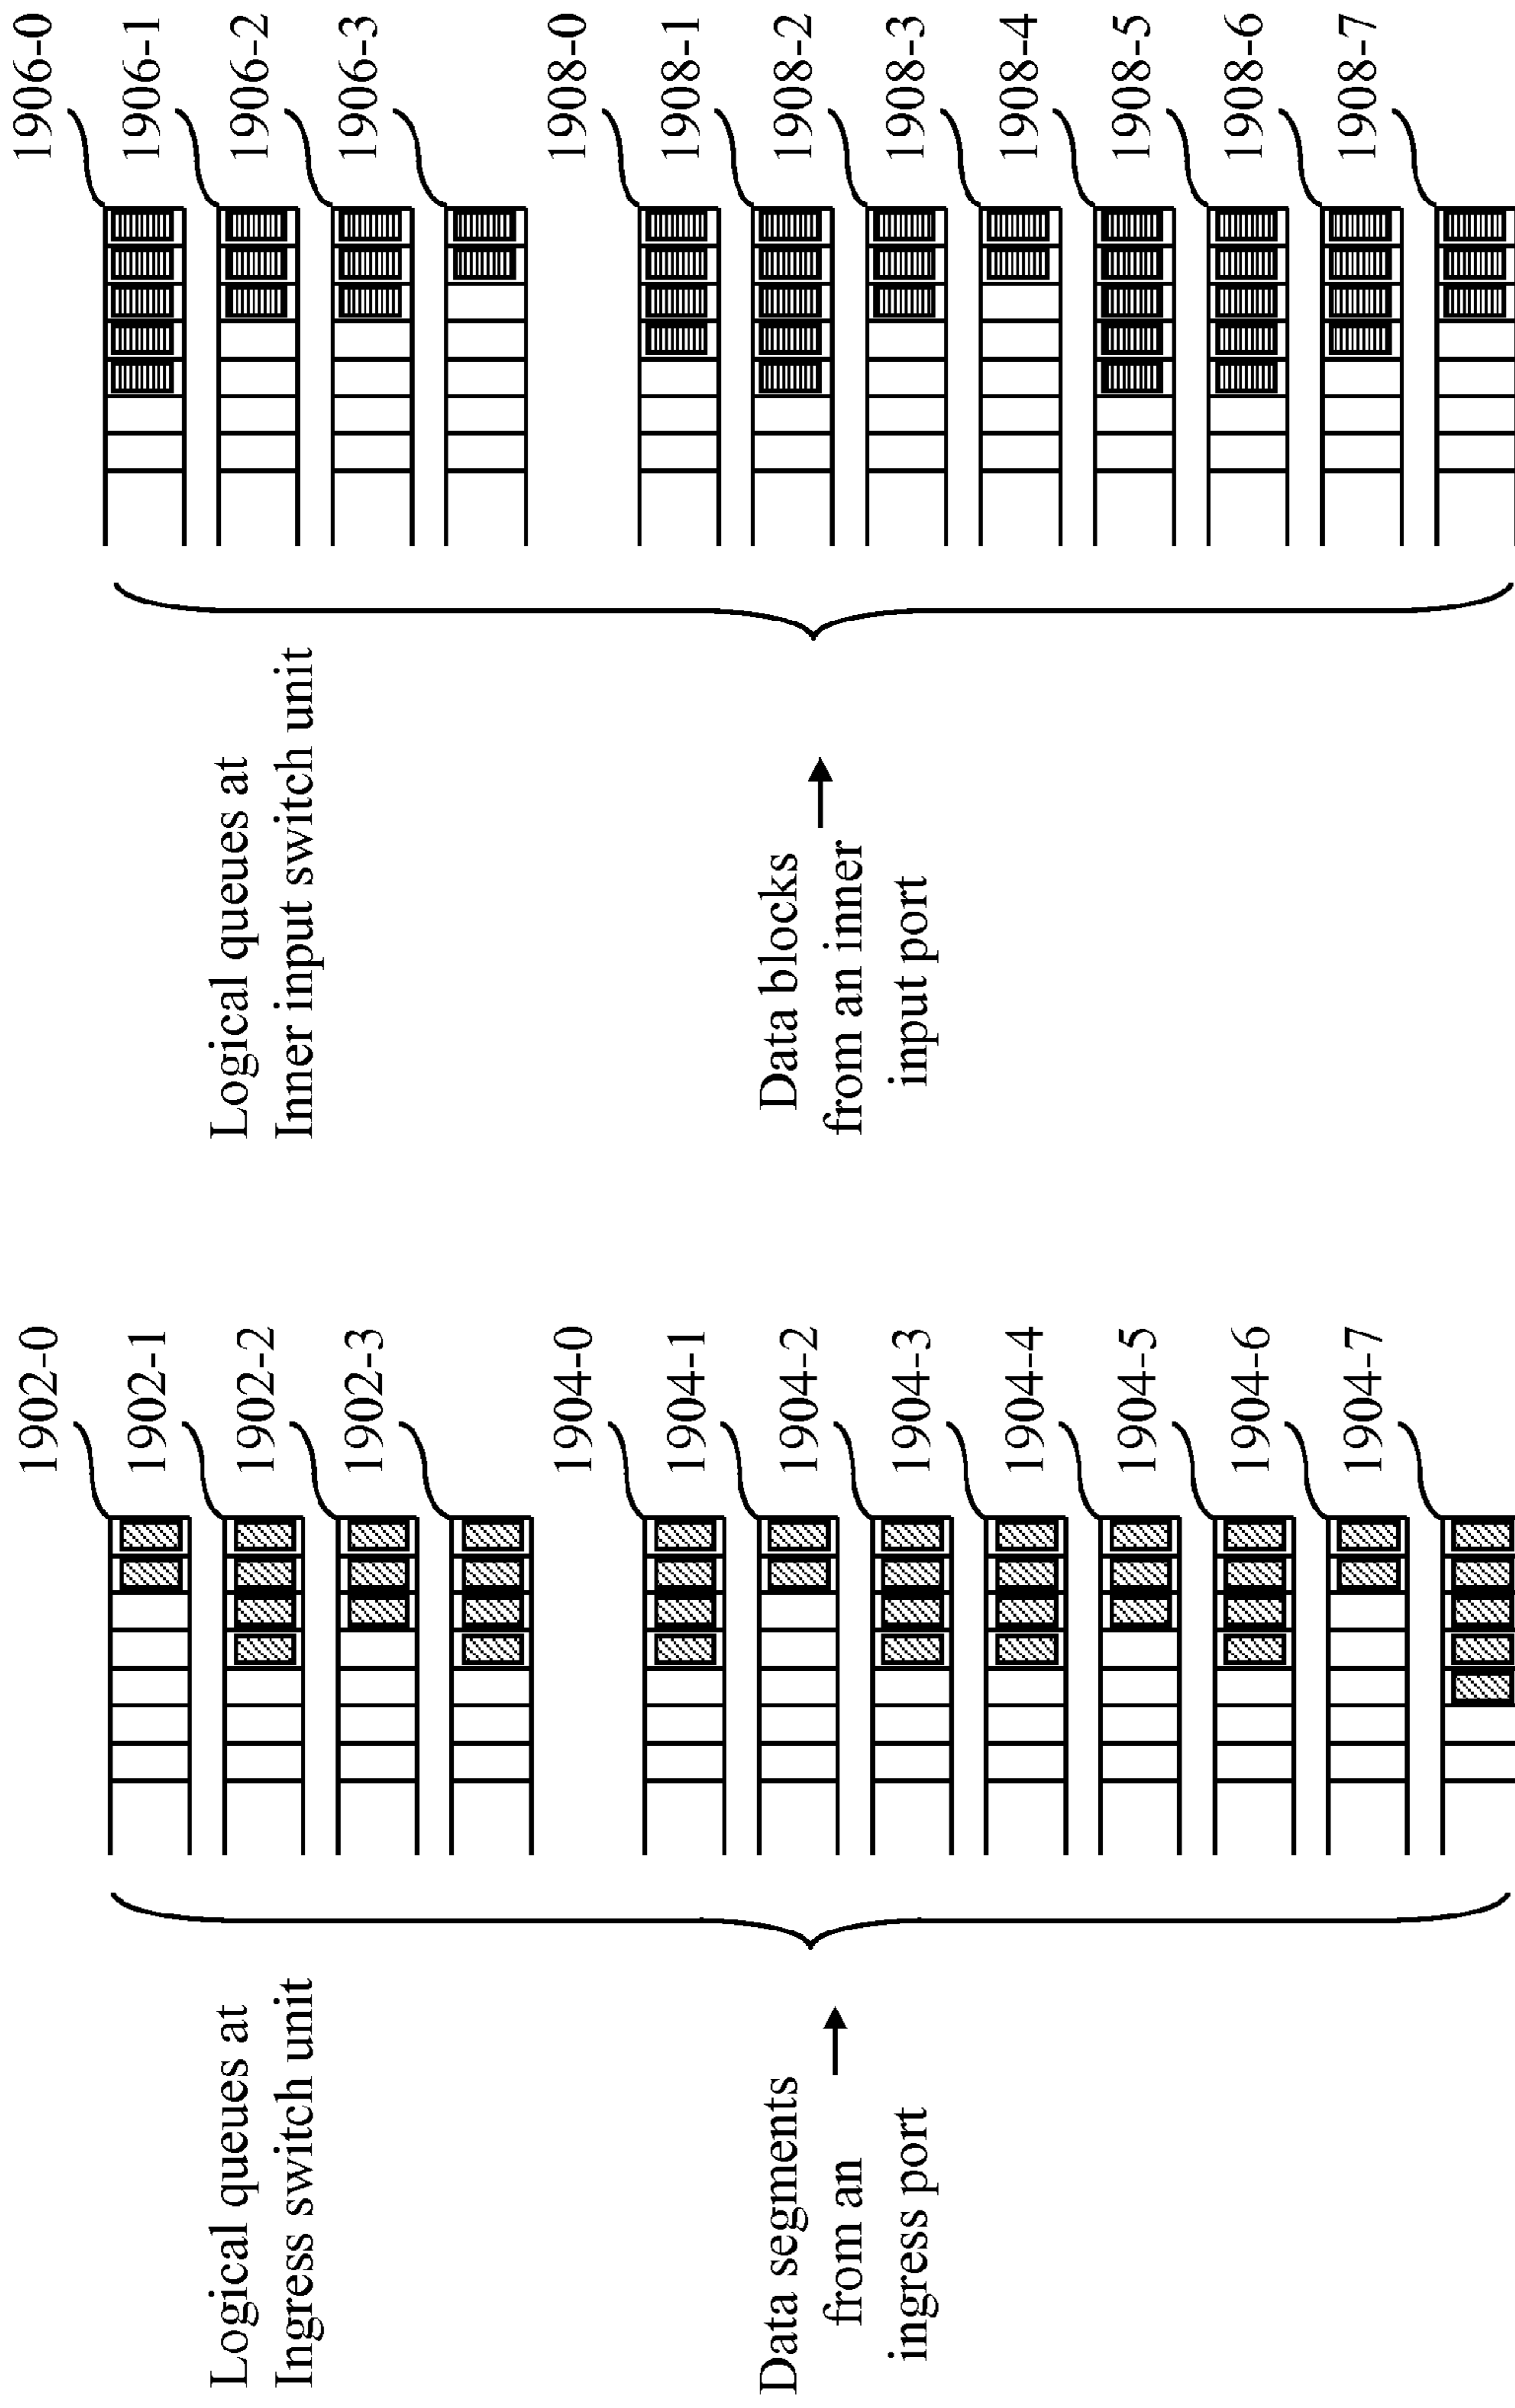 Logical queues at
Ingress switch unit
Data segments
from an
ingress port
1902-0
1902-1
1902-2
1902-3
1904-0
1904-1
1904-2
1904-3
1904-4
1904-5
1904-6
1904-7
Logical queues at
Inner input switch unit
Data blocks
from an inner
input port
1906-0
1906-1
1906-2
1906-3
1908-0
1908-1
1908-2
1908-3
1908-4
1908-5
1908-6
1908-7